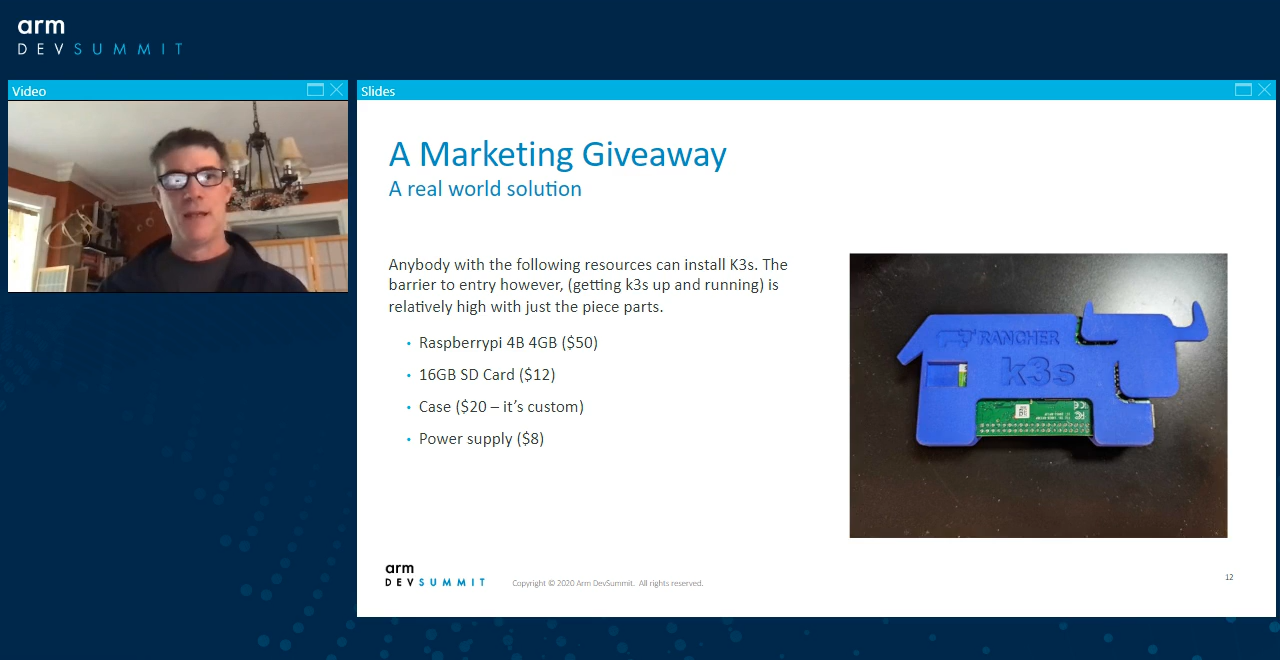 arm
DEVSUMMIT
Video
Slides
A Marketing Giveaway
A real world solution
Anybody with the following resources can install K3s. The
barrier to entry however, (getting k3s up and running) is
relatively high with just the piece parts.
• Raspberrypi 4B 4GB ($50)
• 16GB SD Card ($12)
• Case ($20 – it's custom)
• Power supply ($8)
RANCHER
k3s
arm
DEVSUMMIT
Copyright © 2020 Arm DevSummit. All rights reserved.
12